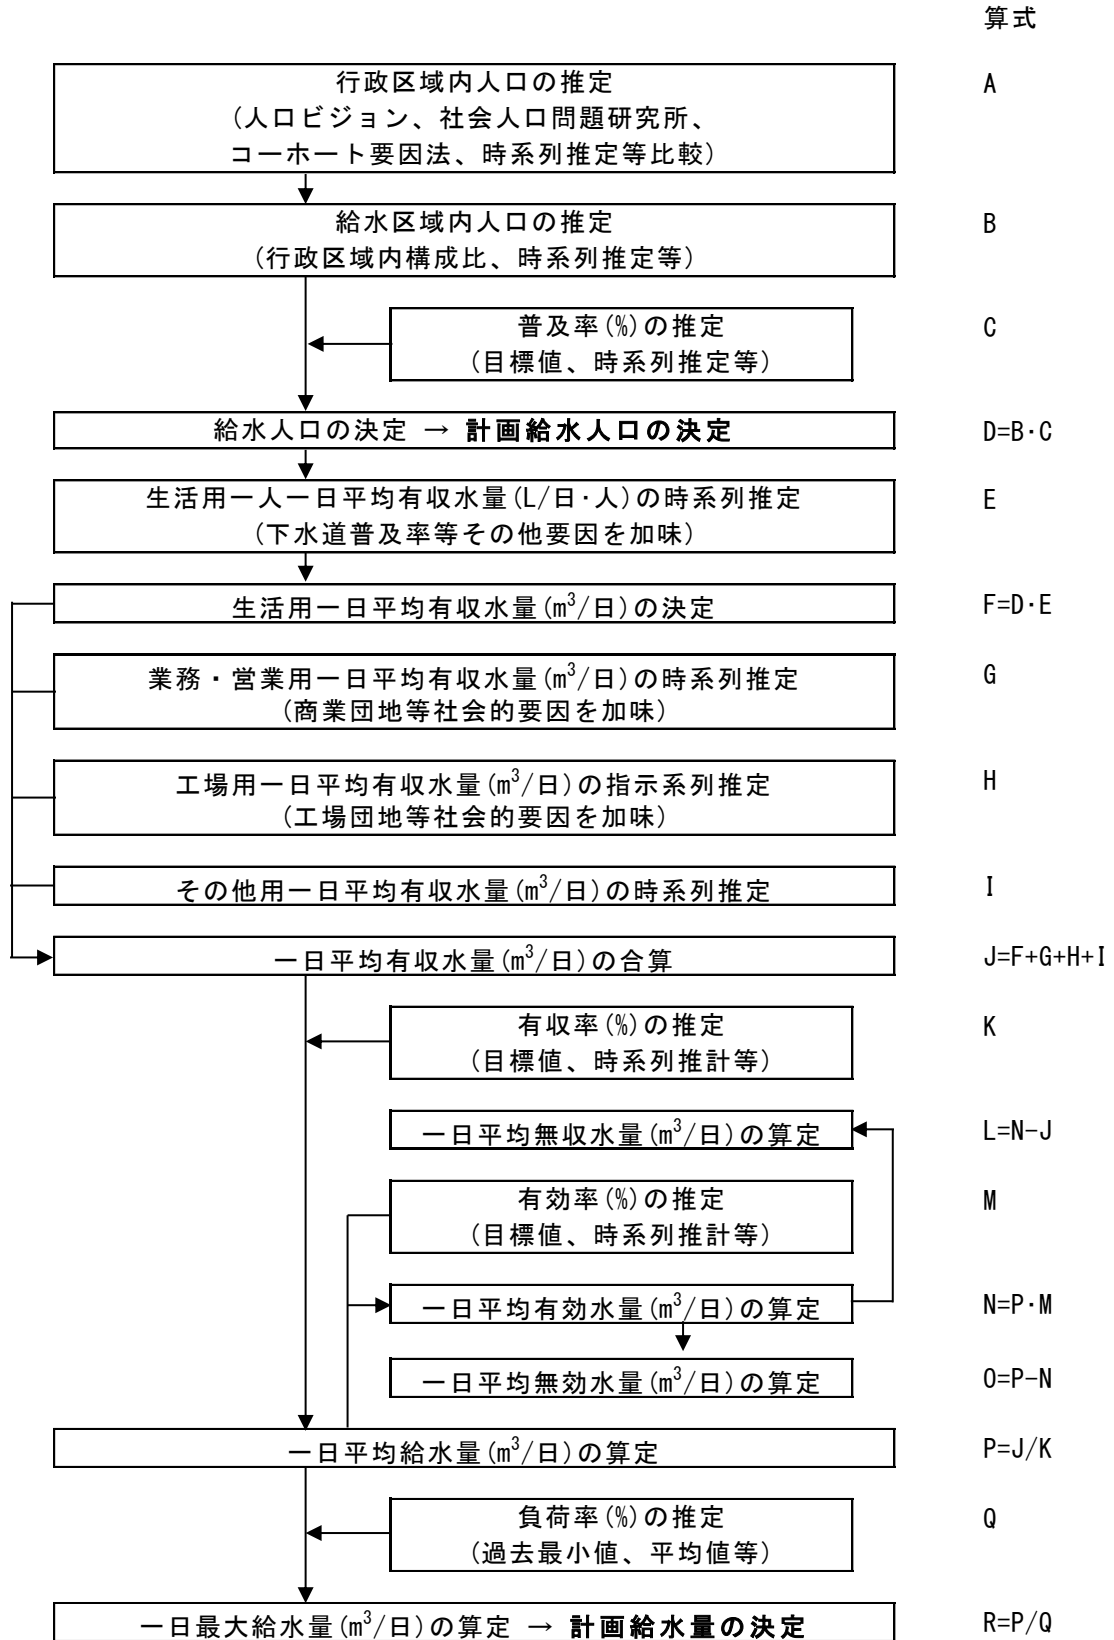 算式
行政区域内人口の推定
(人口ビジョン、社会人口問題研究所、
コーホート要因法、時系列推定等比較)
A
給水区域内人口の推定
(行政区域内構成比、時系列推定等)
B
普及率(%)の推定
(目標値、時系列推定等)
C
給水人口の決定 → 計画給水人口の決定
D=B·C
生活用一人一日平均有収水量(L/日·人)の時系列推定
(下水道普及率等その他要因を加味)
E
生活用一日平均有収水量(m³/日)の決定
F=D·E
業務・営業用一日平均有収水量(m³/日)の時系列推定
(商業団地等社会的要因を加味)
G
工場用一日平均有収水量(m³/日)の指示系列推定
(工場団地等社会的要因を加味)
H
その他用一日平均有収水量(m³/日)の時系列推定
I
一日平均有収水量(m³/日)の合算
J=F+G+H+I
有収率(%)の推定
(目標値、時系列推計等)
K
一日平均無収水量(m³/日)の算定
L=N-J
有効率(%)の推定
(目標値、時系列推計等)
M
一日平均有効水量(m³/日)の算定
N=P·M
一日平均無効水量(m³/日)の算定
O=P-N
一日平均給水量(m³/日)の算定
P=J/K
負荷率(%)の推定
(過去最小値、平均値等)
Q
一日最大給水量(m³/日)の算定 → 計画給水量の決定
R=P/Q